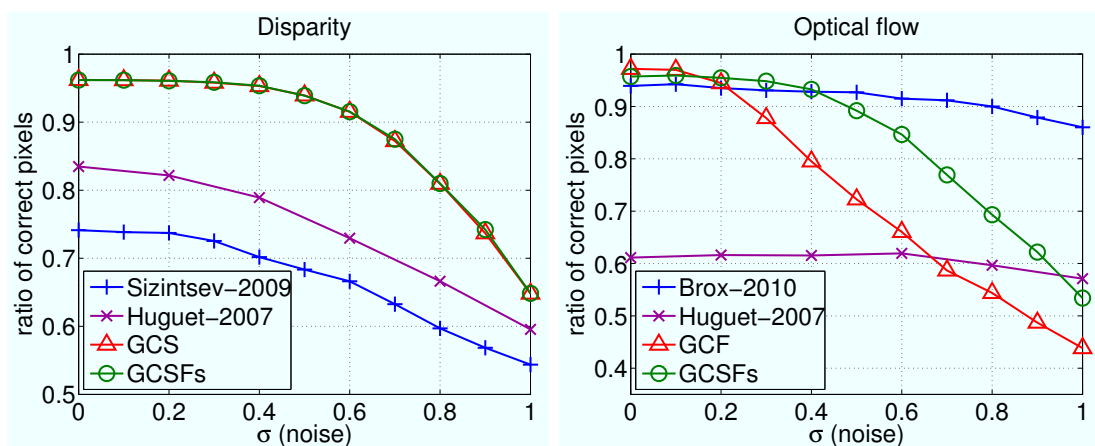 Disparity
1
0.9
0.8
0.7
0.6
0.5
ratio of correct pixels
Sizintsev−2009
Huguet−2007
GCS
GCSFs
0 0.2 0.4 0.6 0.8 1
σ (noise)
Optical flow
1
0.9
0.8
0.7
0.6
0.5
0.4
ratio of correct pixels
Brox−2010
Huguet−2007
GCF
GCSFs
0 0.2 0.4 0.6 0.8 1
σ (noise)